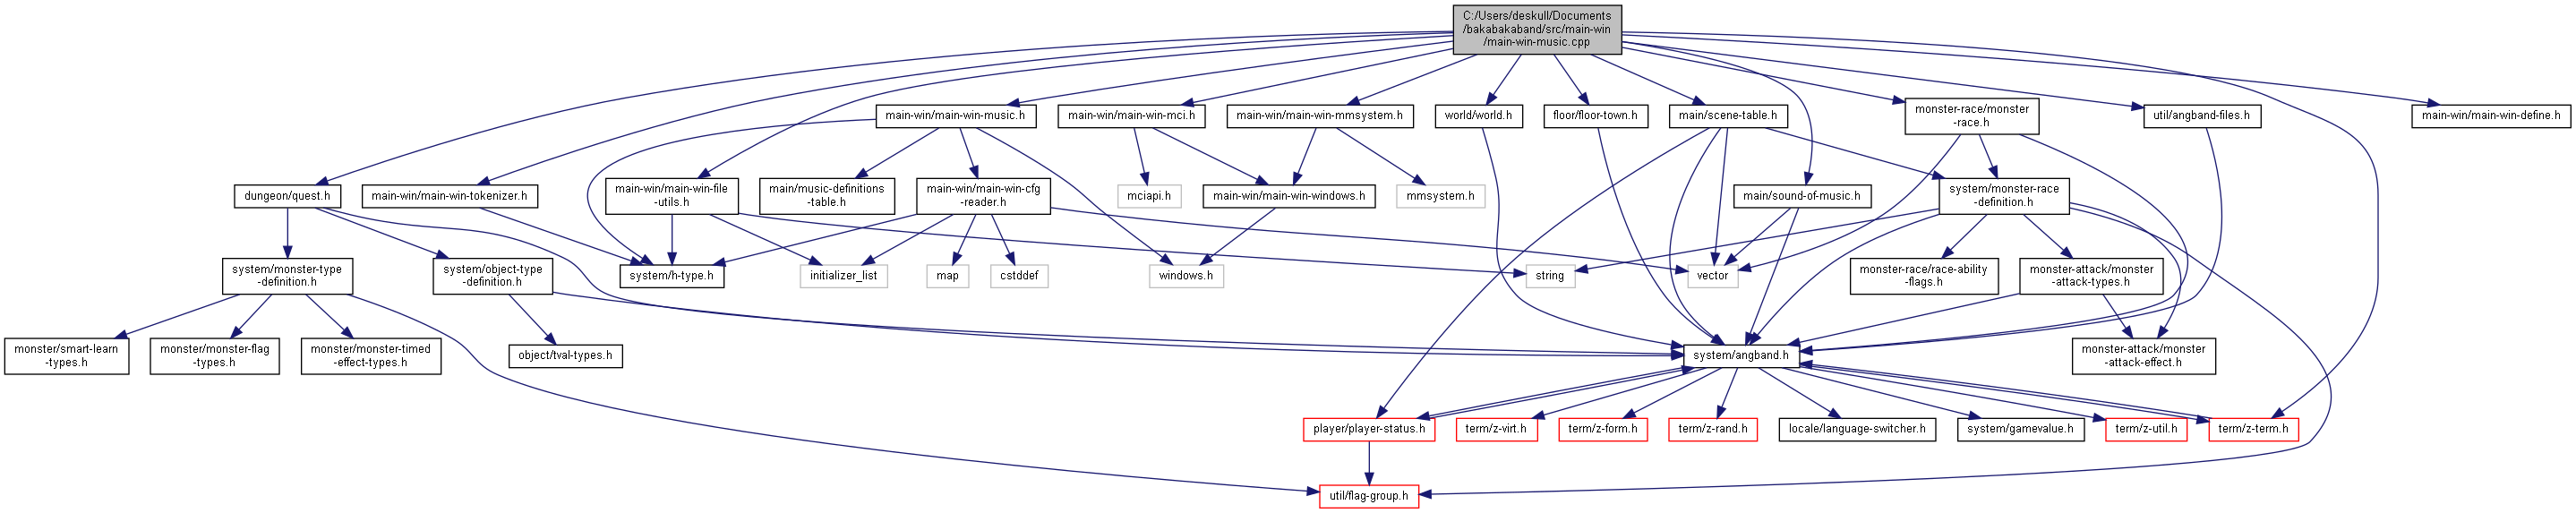 C:/Users/deskull/Documents
/bakabakaband/src/main-win
/main-win-music.cpp
main-win/main-win-music.h
main-win/main-win-mci.h
main-win/main-win-mmsystem.h
world/world.h
floor/floor-town.h
main/scene-table.h
monster-race/monster
-race.h
util/angband-files.h
main-win/main-win-define.h
dungeon/quest.h
main-win/main-win-tokenizer.h
main-win/main-win-file
-utils.h
main/music-definitions
-table.h
main-win/main-win-cfg
-reader.h
mciapi.h
main-win/main-win-windows.h
mmsystem.h
main/sound-of-music.h
system/monster-race
-definition.h
system/monster-type
-definition.h
system/object-type
-definition.h
system/h-type.h
initializer_list
map
cstddef
windows.h
string
vector
monster-race/race-ability
-flags.h
monster-attack/monster
-attack-types.h
monster/smart-learn
-types.h
monster/monster-flag
-types.h
monster/monster-timed
-effect-types.h
object/tval-types.h
system/angband.h
monster-attack/monster
-attack-effect.h
player/player-status.h
term/z-virt.h
term/z-form.h
term/z-rand.h
locale/language-switcher.h
system/gamevalue.h
term/z-util.h
term/z-term.h
util/flag-group.h